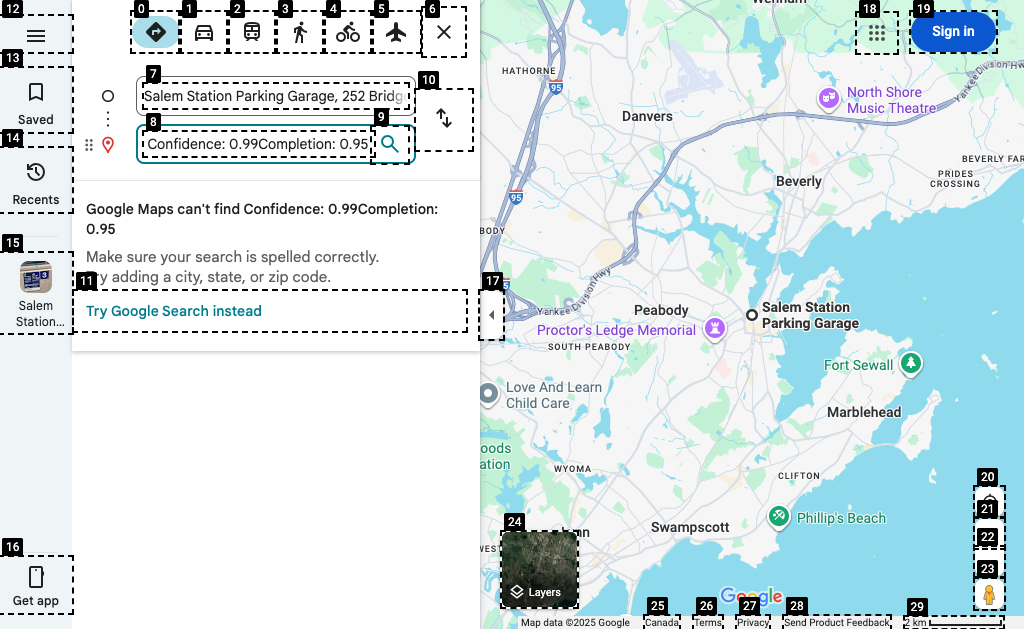 12
0
1
2
3
4
5
6
18
19
Sign in
13
Saved
7
Salem Station Parking Garage, 252 Bridg
10
8
Confidence: 0.99Completion: 0.95
9
14
Recents
Google Maps can't find Confidence: 0.99Completion:
0.95
Make sure your search is spelled correctly.
ry adding a city, state, or zip code.
15
Salem
Station...
11
Try Google Search instead
17
16
Get app
HATHORNE
95
Danvers
North Shore
Music Theatre
Yankee Division Hwy
BEVERLY FAR
PRIDES
CROSSING
Beverly
95
BODY
Yankee Division Hwy
Peabody
Salem Station
Parking Garage
Proctor's Ledge Memorial
SOUTH PEABODY
Fort Sewall
Love And Learn
Child Care
Marblehead
oods
ation
WYOMA
CLIFTON
20
21
22
23
Phillip's Beach
Swampscott
24
nn
WEST
Layers
Google
25
26
27
28
29
Map data ©2025 Google
Canada
Terms
Privacy
Send Product Feedback
2 km